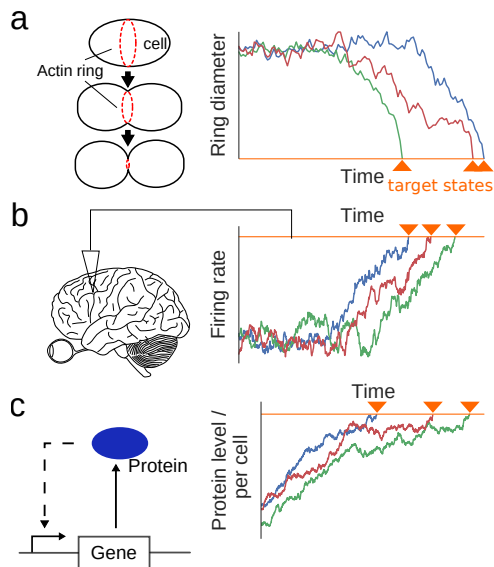 a
cell
Actin ring
Ring diameter
Time
target states
b
Time
Firing rate
c
Protein
Gene
Time
Protein level /
per cell